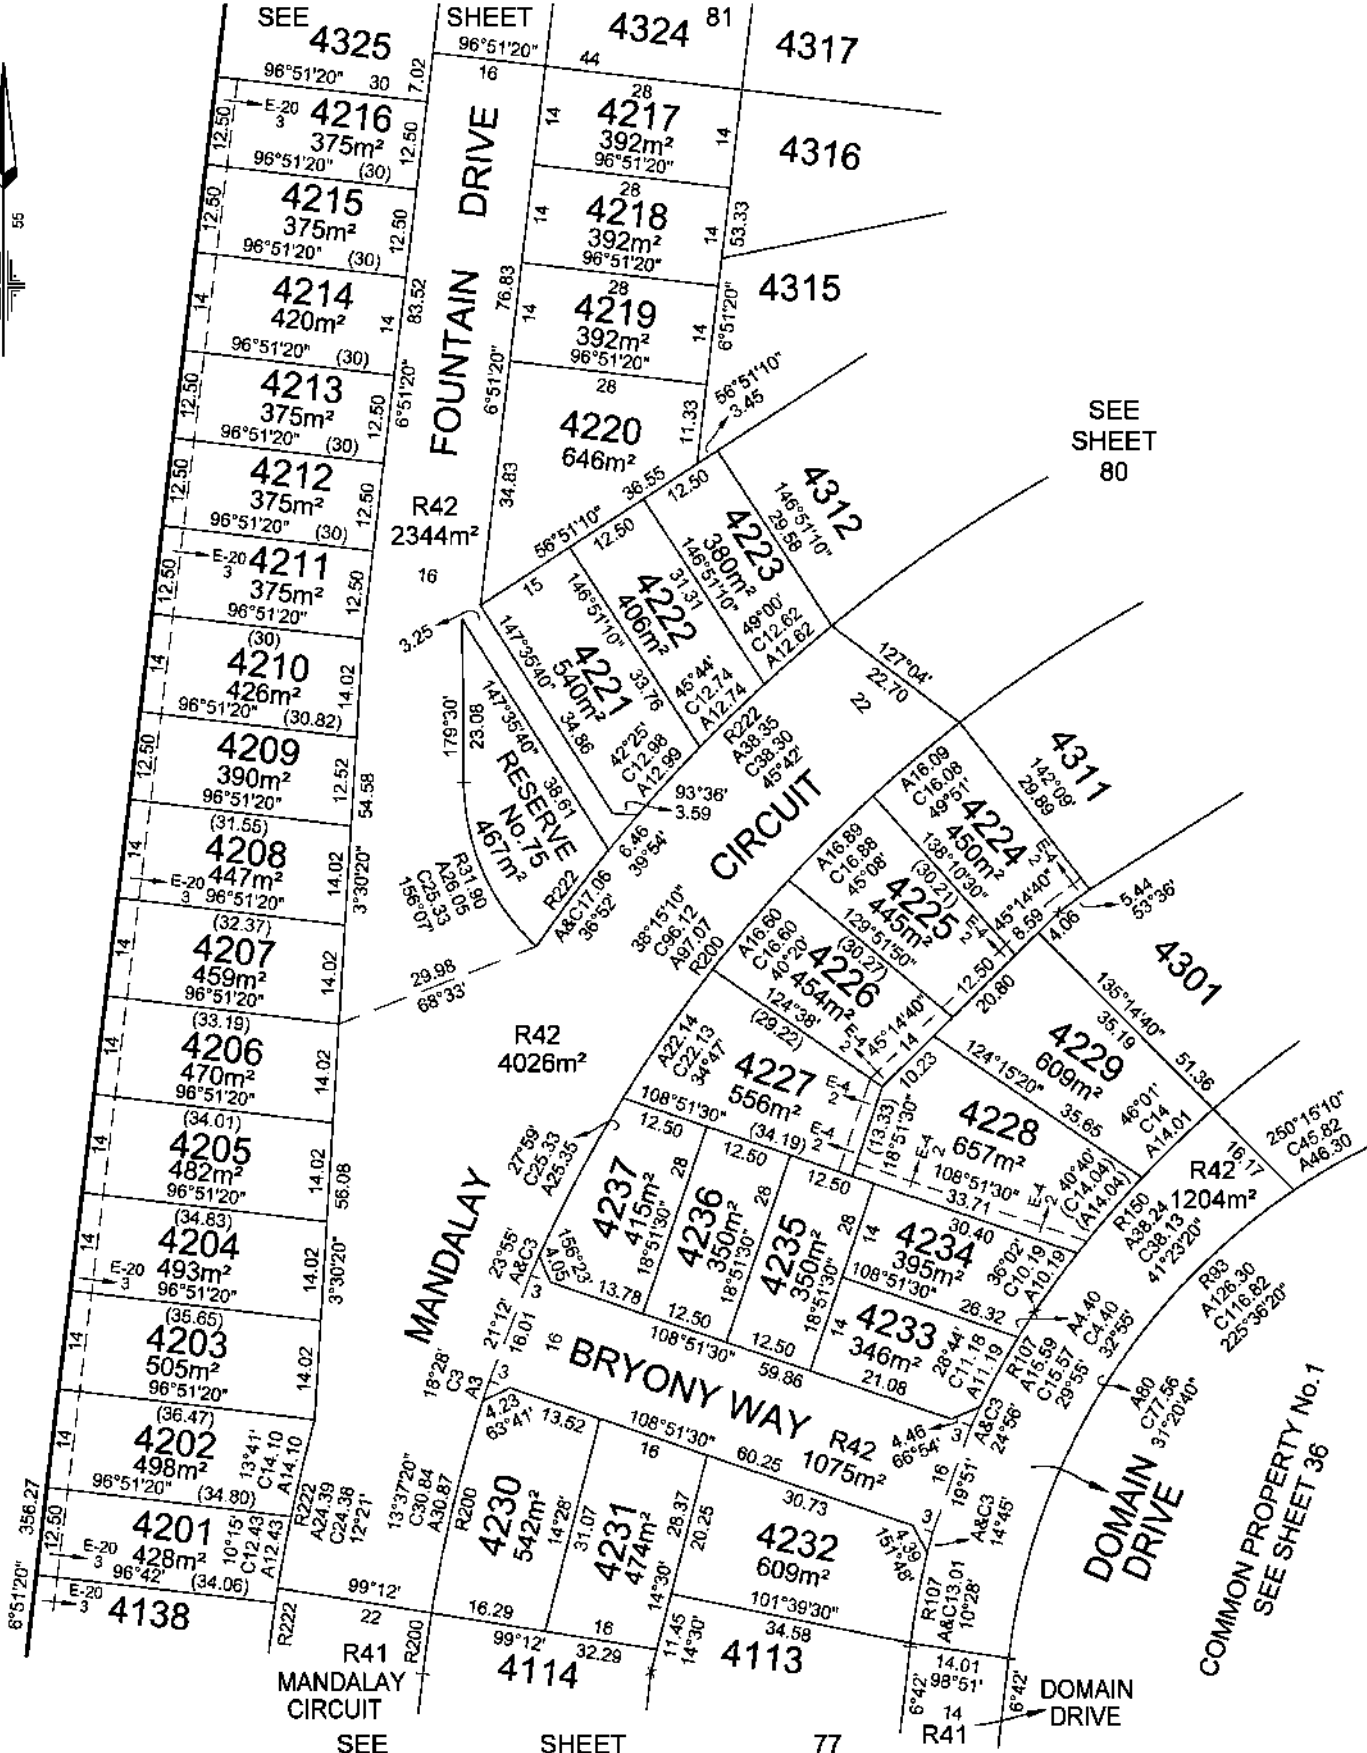 SEE
SHEET
81
4325
4324
4317
96°51'20"
30
7.02
96°51'20"
16
44
55
E-20
3
4216
375m²
96°51'20"
(30)
12.50
12.50
4215
375m²
96°51'20"
(30)
12.50
12.50
4214
420m²
96°51'20"
(30)
14
14
83.52
4213
375m²
96°51'20"
(30)
12.50
12.50
6°51'20"
4212
375m²
96°51'20"
(30)
12.50
12.50
E-20
3
4211
375m²
96°51'20"
(30)
12.50
12.50
4210
426m²
96°51'20"
(30.82)
14
14.02
4209
390m²
96°51'20"
(31.55)
12.50
12.52
54.58
4208
447m²
E-20
3
96°51'20"
(32.37)
14
14.02
3°30'20"
4207
459m²
96°51'20"
(33.19)
14
14.02
4206
470m²
96°51'20"
(34.01)
14
14.02
4205
482m²
96°51'20"
(34.83)
14
14.02
56.08
4204
493m²
E-20
3
96°51'20"
(35.65)
14
14.02
3°30'20"
4203
505m²
96°51'20"
(36.47)
14
14.02
4202
498m²
96°51'20"
(34.80)
14
13°41'
C14.10
A14.10
4201
428m²
E-20
3
96°42'
(34.06)
12.50
10°15'
C12.43
A12.43
R222
A24.39
C24.38
12°21'
356.27
6°51'20"
E-20
3
4138
FOUNTAIN DRIVE
76.83
6°51'20"
34.83
R42
2344m²
16
28
4217
392m²
96°51'20"
14
14
4316
28
4218
392m²
96°51'20"
14
14
53.33
28
4219
392m²
96°51'20"
14
14
4315
6°51'20"
28
4220
646m²
11.33
56°51'10"
3.45
SEE
SHEET
80
36.55
56°51'10"
12.50
12.50
15
4312
146°51'10"
29.58
4223
380m²
146°51'10"
31.31
49°00'
C12.62
A12.62
4222
406m²
146°51'10"
33.76
45°44'
C12.74
A12.74
4221
540m²
147°35'40"
34.86
42°25'
C12.98
A12.99
3.25
179°30'
23.08
147°35'40"
38.61
RESERVE
No.75
467m²
93°36'
3.59
R31.90
A26.05
C25.33
156°07'
R222
A&C17.06
36°52'
6.46
39°54'
29.98
68°33'
R222
A38.35
C38.30
45°42'
127°04'
22.70
22
CIRCUIT
38°15'10"
C96.12
A97.07
R200
A16.09
C16.08
49°51'
4224
450m²
138°10'30"
(30.21)
4311
142°09'
29.89
E-4
2
45°14'40"
8.59
5.44
53°36'
4.06
A16.89
C16.88
45°08'
4225
445m²
129°51'50"
(30.27)
E-4
2
12.50
20.80
A16.60
C16.60
40°20'
4226
454m²
124°38'
(29.22)
E-4
2
45°14'40"
14
4301
135°14'40"
35.19
51.36
R42
4026m²
A22.14
C22.13
34°47'
4227
556m²
E-4
2
10.23
108°51'30"
(34.19)
E-4
2
(13.33)
18°51'30"
4229
609m²
124°15'20"
35.65
46°01'
C14
A14.01
4228
657m²
E-4
2
108°51'30"
33.71
E-4
2
40°40'
(C14.04)
(A14.04)
16.17
250°15'10"
C45.82
A46.30
R42
1204m²
R150
A38.24
C38.13
41°23'20"
27°59'
C25.33
A25.35
12.50
12.50
12.50
4237
415m²
18°51'30"
28
4236
350m²
18°51'30"
28
4235
350m²
18°51'30"
28
156°23'
4.05
13.78
12.50
12.50
30.40
4234
395m²
108°51'30"
14
36°02'
C10.19
A10.19
26.32
4233
346m²
14
21.08
28°44'
C11.18
A11.19
A4.40
C4.40
32°55'
R107
A15.59
C15.57
29°55'
R93
A126.30
C116.82
225°36'20"
A80
C77.56
31°20'40"
MANDALAY
23°55'
A&C3
3
21°12'
16.01
16
18°28'
C3
A3
3
108°51'30"
59.86
BRYONY WAY
R42
1075m²
4.46
66°54'
3
A&C3
24°56'
16
19°51'
3
A&C3
14°45'
4.23
63°41'
13.52
108°51'30"
60.25
16
30.73
13°37'20"
C30.84
A30.87
R200
4230
542m²
14°28'
31.07
4231
474m²
28.37
20.25
14°30'
4232
609m²
101°39'30"
4.39
151°48'
R107
A&C13.01
10°28'
DOMAIN
DRIVE
COMMON PROPERTY No.1
SEE SHEET 36
99°12'
22
16.29
16
99°12'
32.29
11.45
14°30'
34.58
4114
4113
R222
R200
R41
MANDALAY
CIRCUIT
14.01
98°51'
6°42'
14
R41
6°42'
DOMAIN
DRIVE
SEE
SHEET
77